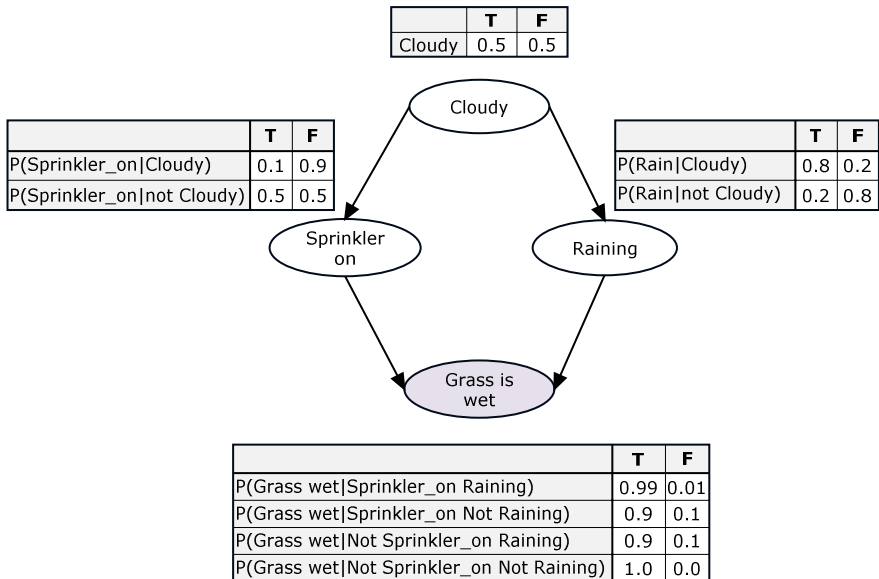 T F
Cloudy 0.5 0.5
Cloudy
T F
P(Sprinkler_on|Cloudy) 0.1 0.9
P(Sprinkler_on|not Cloudy) 0.5 0.5
T F
P(Rain|Cloudy) 0.8 0.2
P(Rain|not Cloudy) 0.2 0.8
Sprinkler
on
Raining
Grass is
wet
T F
P(Grass wet|Sprinkler_on Raining) 0.99 0.01
P(Grass wet|Sprinkler_on Not Raining) 0.9 0.1
P(Grass wet|Not Sprinkler_on Raining) 0.9 0.1
P(Grass wet|Not Sprinkler_on Not Raining) 1.0 0.0